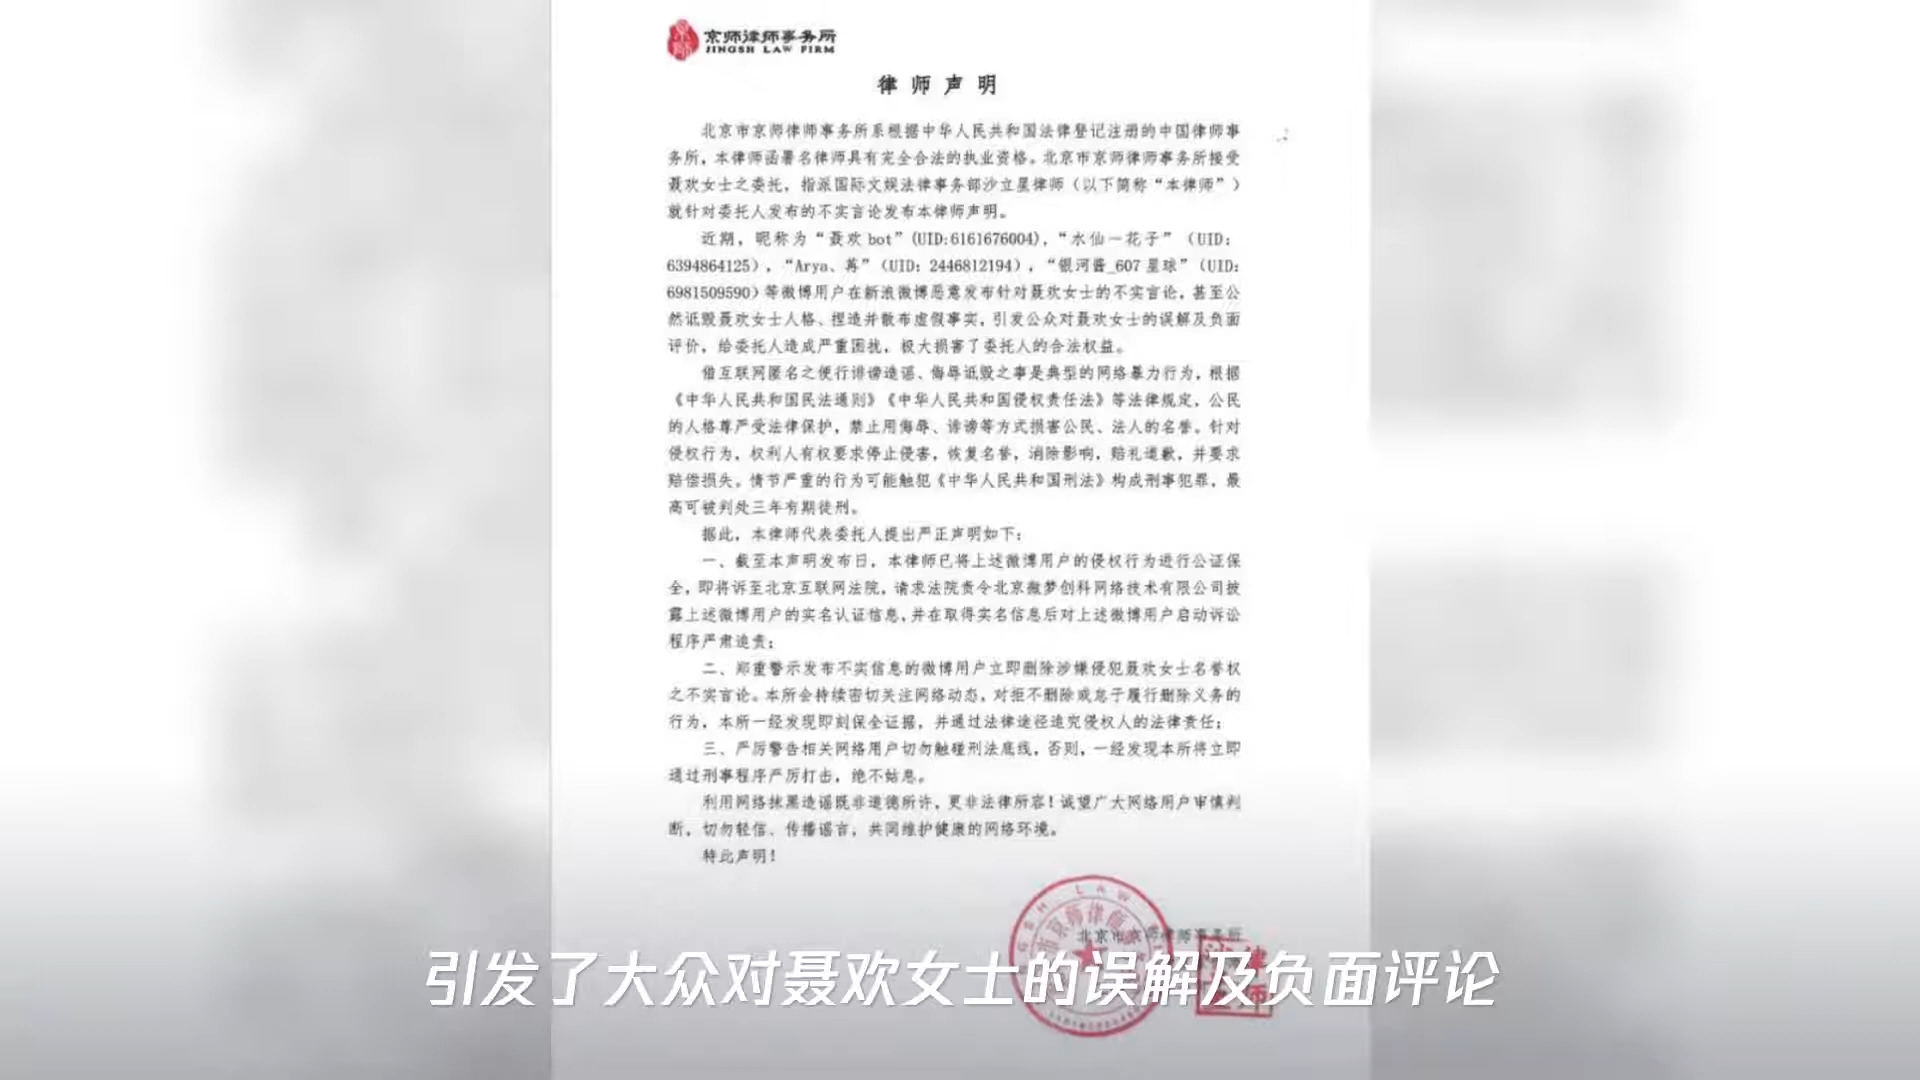 京师律师事务所
JINGSH LAW FIRM
律师声明
北京市京师律师事务所系根据中华人民共和国法律登记注册的中国律师事
务所，本律师函署名律师具有完全合法的执业资格。北京市京师律师事务所接受
聂欢女士之委托，指派国际文娱法律事务部沙立星律师（以下简称“本律师”）
就针对委托人发布的不实言论发布本律师声明。
近期，昵称为“聂欢 bot”(UID:6161676004)，“水仙一花子”（UID：
6394864125），“Arya、苒”（UID：2446812194），“银河酱_607 星球”（UID：
6981509590）等微博用户在新浪微博恶意发布针对聂欢女士的不实言论，甚至公
然诋毁聂欢女士人格、捏造并散布虚假事实，引发公众对聂欢女士的误解及负面
评价，给委托人造成严重困扰，极大损害了委托人的合法权益。
借互联网匿名之便行诽谤造谣、侮辱诋毁之事是典型的网络暴力行为，根据
《中华人民共和国民法通则》《中华人民共和国侵权责任法》等法律规定，公民
的人格尊严受法律保护，禁止用侮辱、诽谤等方式损害公民、法人的名誉。针对
侵权行为，权利人有权要求停止侵害，恢复名誉，消除影响，赔礼道歉，并要求
赔偿损失。情节严重的行为可能触犯《中华人民共和国刑法》构成刑事犯罪，最
高可被判处三年有期徒刑。
据此，本律师代表委托人提出严正声明如下：
一、截至本声明发布日，本律师已将上述微博用户的侵权行为进行公证保
全，即将诉至北京互联网法院，请求法院责令北京微梦创科网络技术有限公司披
露上述微博用户的实名认证信息，并在取得实名信息后对上述微博用户启动诉讼
程序严肃追责；
二、郑重警示发布不实信息的微博用户立即删除涉嫌侵犯聂欢女士名誉权
之不实言论。本所会持续密切关注网络动态，对拒不删除或怠于履行删除义务的
行为，本所一经发现即刻保全证据，并通过法律途径追究侵权人的法律责任；
三、严厉警告相关网络用户切勿触碰刑法底线，否则，一经发现本所将立即
通过刑事程序严厉打击，绝不姑息。
利用网络抹黑造谣既非道德所许，更非法律所容！诚望广大网络用户审慎判
断，切勿轻信、传播谣言，共同维护健康的网络环境。
特此声明！
北京市京师律师事务所
引发了大众对聂欢女士的误解及负面评论